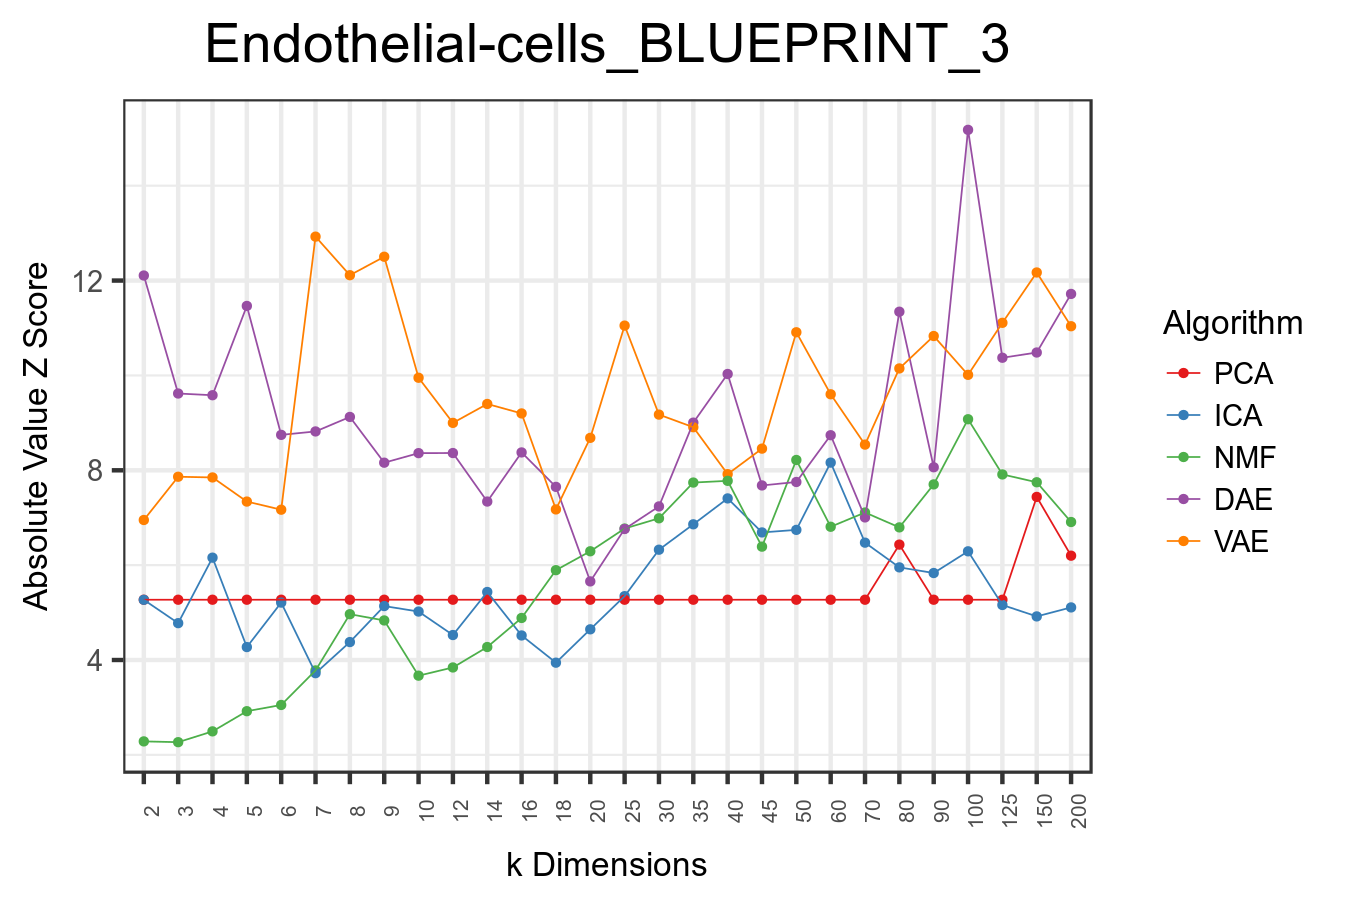 Endothelial-cells_BLUEPRINT_3
Absolute Value Z Score
12
8
4
2 3 4 5 6 7 8 9 10 12 14 16 18 20 25 30 35 40 45 50 60 70 80 90 100 125 150 200
k Dimensions
Algorithm
PCA
ICA
NMF
DAE
VAE